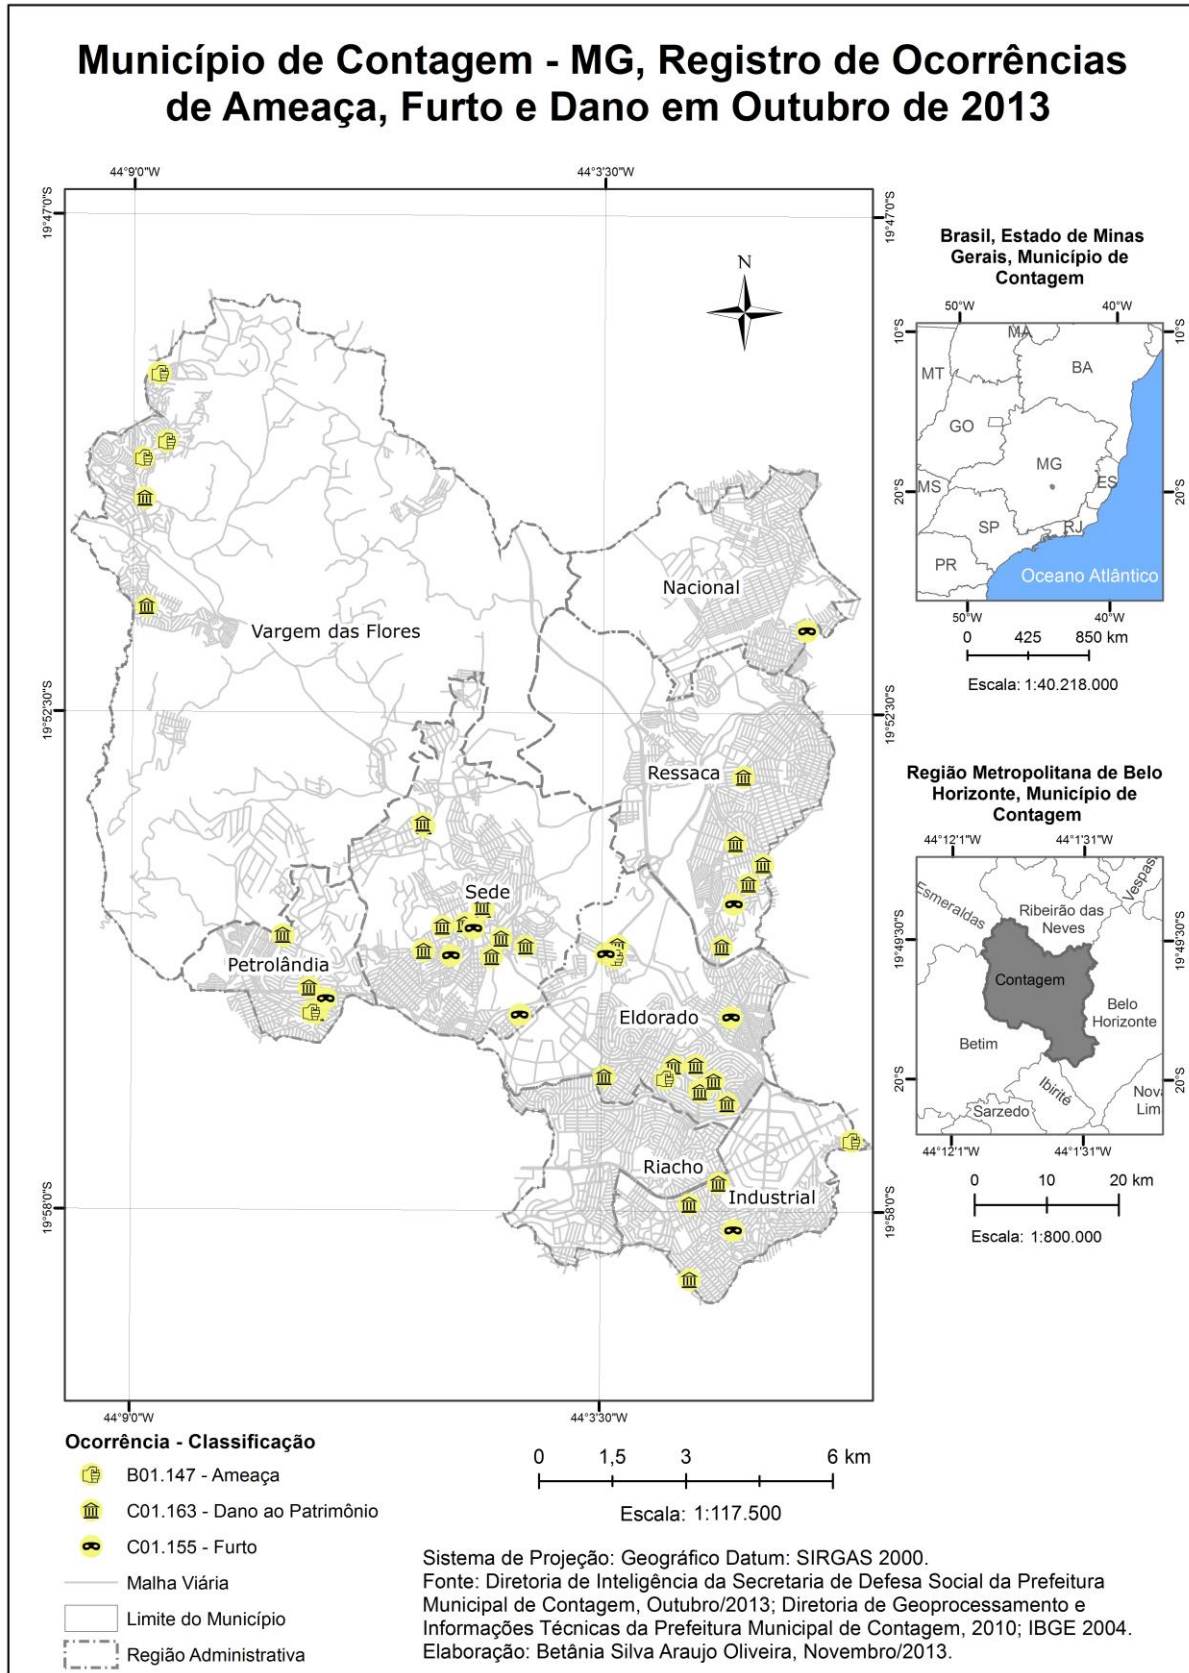 Município de Contagem - MG, Registro de Ocorrências
de Ameaça, Furto e Dano em Outubro de 2013
44°9'0"W
44°3'30"W
19°47'0"S
19°47'0"S
N
Nacional
Vargem das Flores
19°52'30"S
19°52'30"S
Ressaca
Sede
Petrolândia
Eldorado
Riacho
Industrial
19°58'0"S
19°58'0"S
44°9'0"W
44°3'30"W
Brasil, Estado de Minas
Gerais, Município de
Contagem
50°W
40°W
10°S
10°S
MA
MT
BA
GO
MG
MS
ES
20°S
20°S
SP
RJ
PR
Oceano Atlântico
50°W
40°W
0 425 850 km
Escala: 1:40.218.000
Região Metropolitana de Belo
Horizonte, Município de
Contagem
44°12'1"W
44°1'31"W
Esmeraldas
Ribeirão das
Neves
Vespas.
19°49'30"S
19°49'30"S
Contagem
Belo
Horizonte
Betim
20°S
20°S
Ibirité
Sarzedo
Nov
Lim
44°12'1"W
44°1'31"W
0 10 20 km
Escala: 1:800.000
Ocorrência - Classificação
B01.147 - Ameaça
C01.163 - Dano ao Patrimônio
C01.155 - Furto
Malha Viária
Limite do Município
Região Administrativa
0 1,5 3 6 km
Escala: 1:117.500
Sistema de Projeção: Geográfico Datum: SIRGAS 2000.
Fonte: Diretoria de Inteligência da Secretaria de Defesa Social da Prefeitura
Municipal de Contagem, Outubro/2013; Diretoria de Geoprocessamento e
Informações Técnicas da Prefeitura Municipal de Contagem, 2010; IBGE 2004.
Elaboração: Betânia Silva Araujo Oliveira, Novembro/2013.